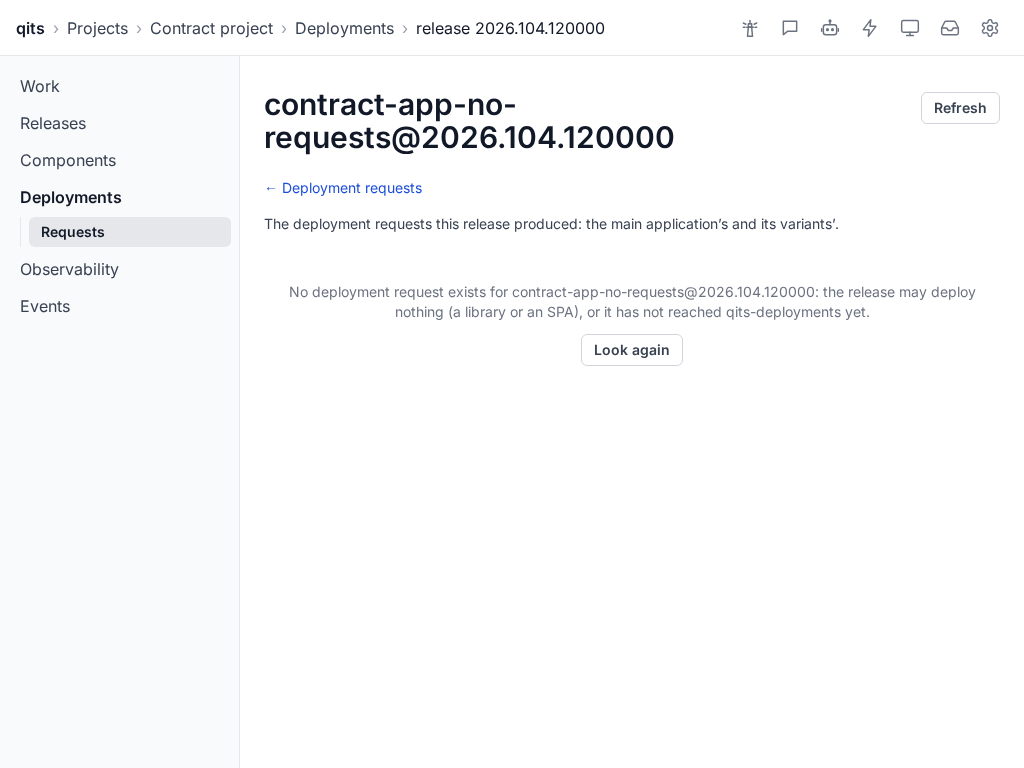 qits › Projects › Contract project › Deployments › release 2026.104.120000
Work
Releases
Components
Deployments
Requests
Observability
Events
contract-app-no-
requests@2026.104.120000
Refresh
← Deployment requests
The deployment requests this release produced: the main application’s and its variants’.
No deployment request exists for contract-app-no-requests@2026.104.120000: the release may deploy
nothing (a library or an SPA), or it has not reached qits-deployments yet.
Look again